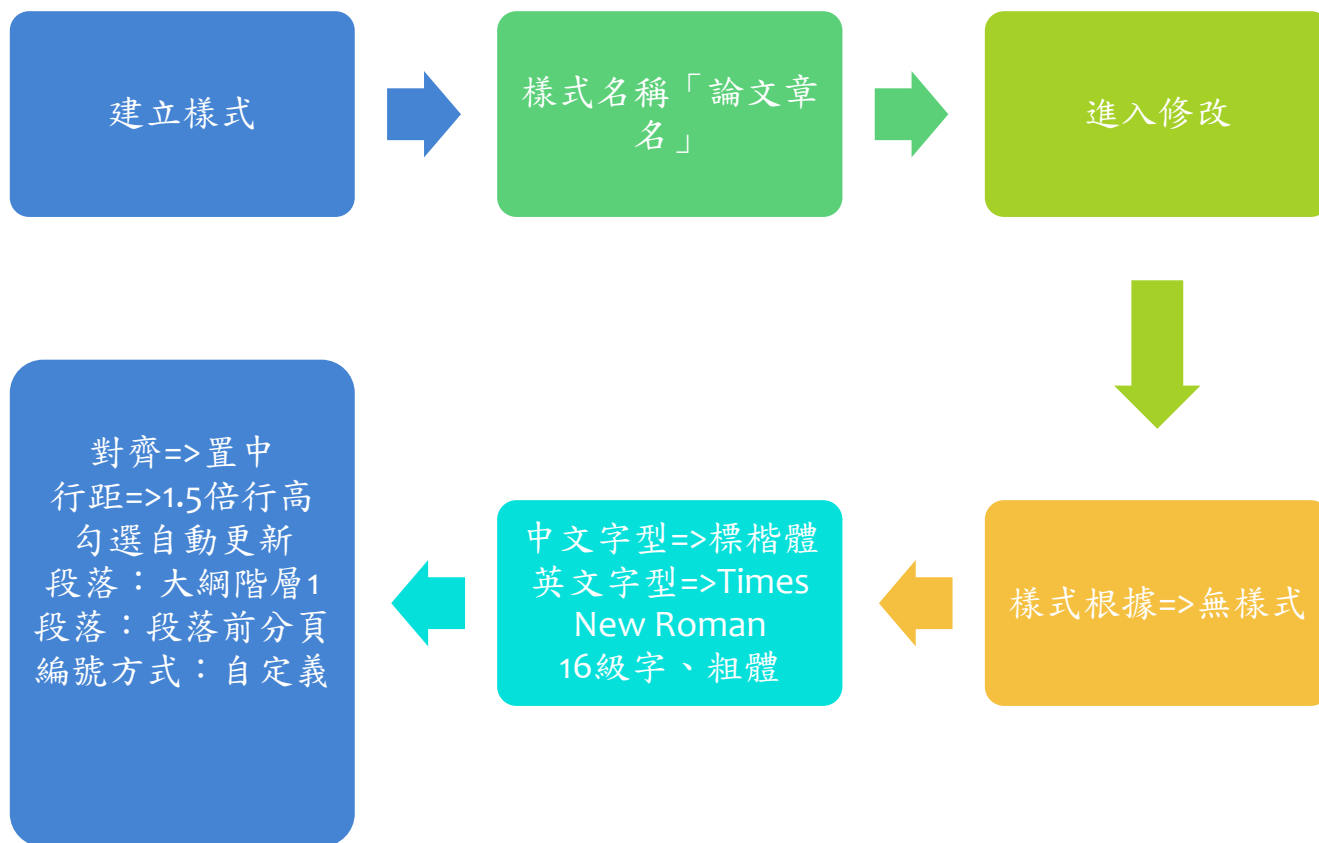 建立樣式
樣式名稱「論文章
名」
進入修改
樣式根據=>無樣式
中文字型=>標楷體
英文字型=>Times
New Roman
16級字、粗體
對齊=>置中
行距=>1.5倍行高
勾選自動更新
段落：大綱階層1
段落：段落前分頁
編號方式：自定義